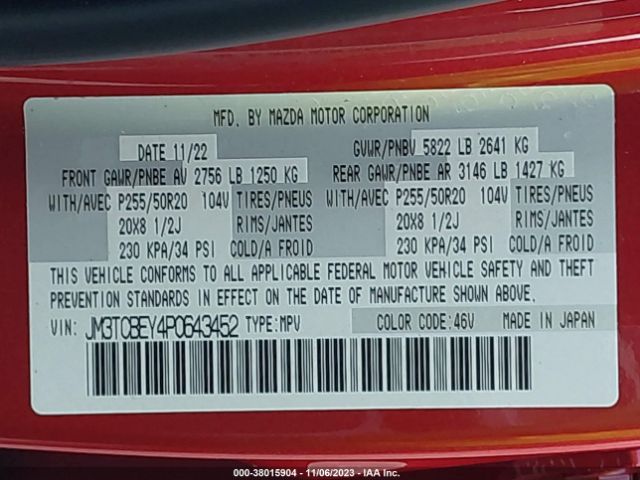 MFD. BY MAZDA MOTOR CORPORATION
DATE 11/22 GVWR/PNBV 5822 LB 2641 KG
FRONT GAWR/PNBE AV 2756 LB 1250 KG REAR GAWR/PNBE AR 3146 LB 1427 KG
WITH/AVEC P255/50R20 104V TIRES/PNEUS WITH/AVEC P255/50R20 104V TIRES/PNEUS
20X8 1/2J RIMS/JANTES 20X8 1/2J RIMS/JANTES
230 KPA/34 PSI COLD/A FROID 230 KPA/34 PSI COLD/A FROID
THIS VEHICLE CONFORMS TO ALL APPLICABLE FEDERAL MOTOR VEHICLE SAFETY AND THEFT
PREVENTION STANDARDS IN EFFECT ON THE DATE OF MANUFACTURE SHOWN ABOVE.
VIN: JM3TCBEY4P0643452 TYPE:MPV COLOR CODE:46V MADE IN JAPAN
000-38015904 - 11/06/2023 - IAA Inc.